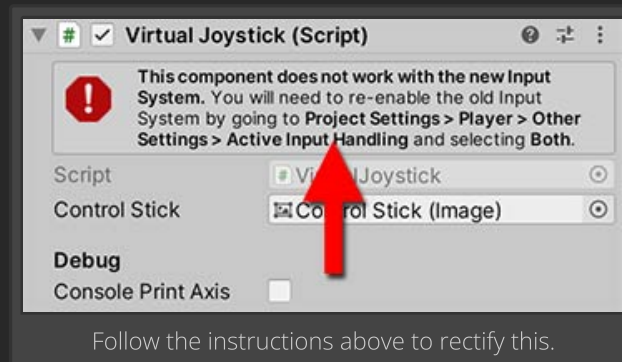 Virtual Joystick (Script)
This component does not work with the new Input
System. You will need to re-enable the old Input
System by going to Project Settings > Player > Other
Settings > Active Input Handling and selecting Both.
Script
VirtualJoystick
Control Stick
Control Stick (Image)
Debug
Console Print Axis
Follow the instructions above to rectify this.